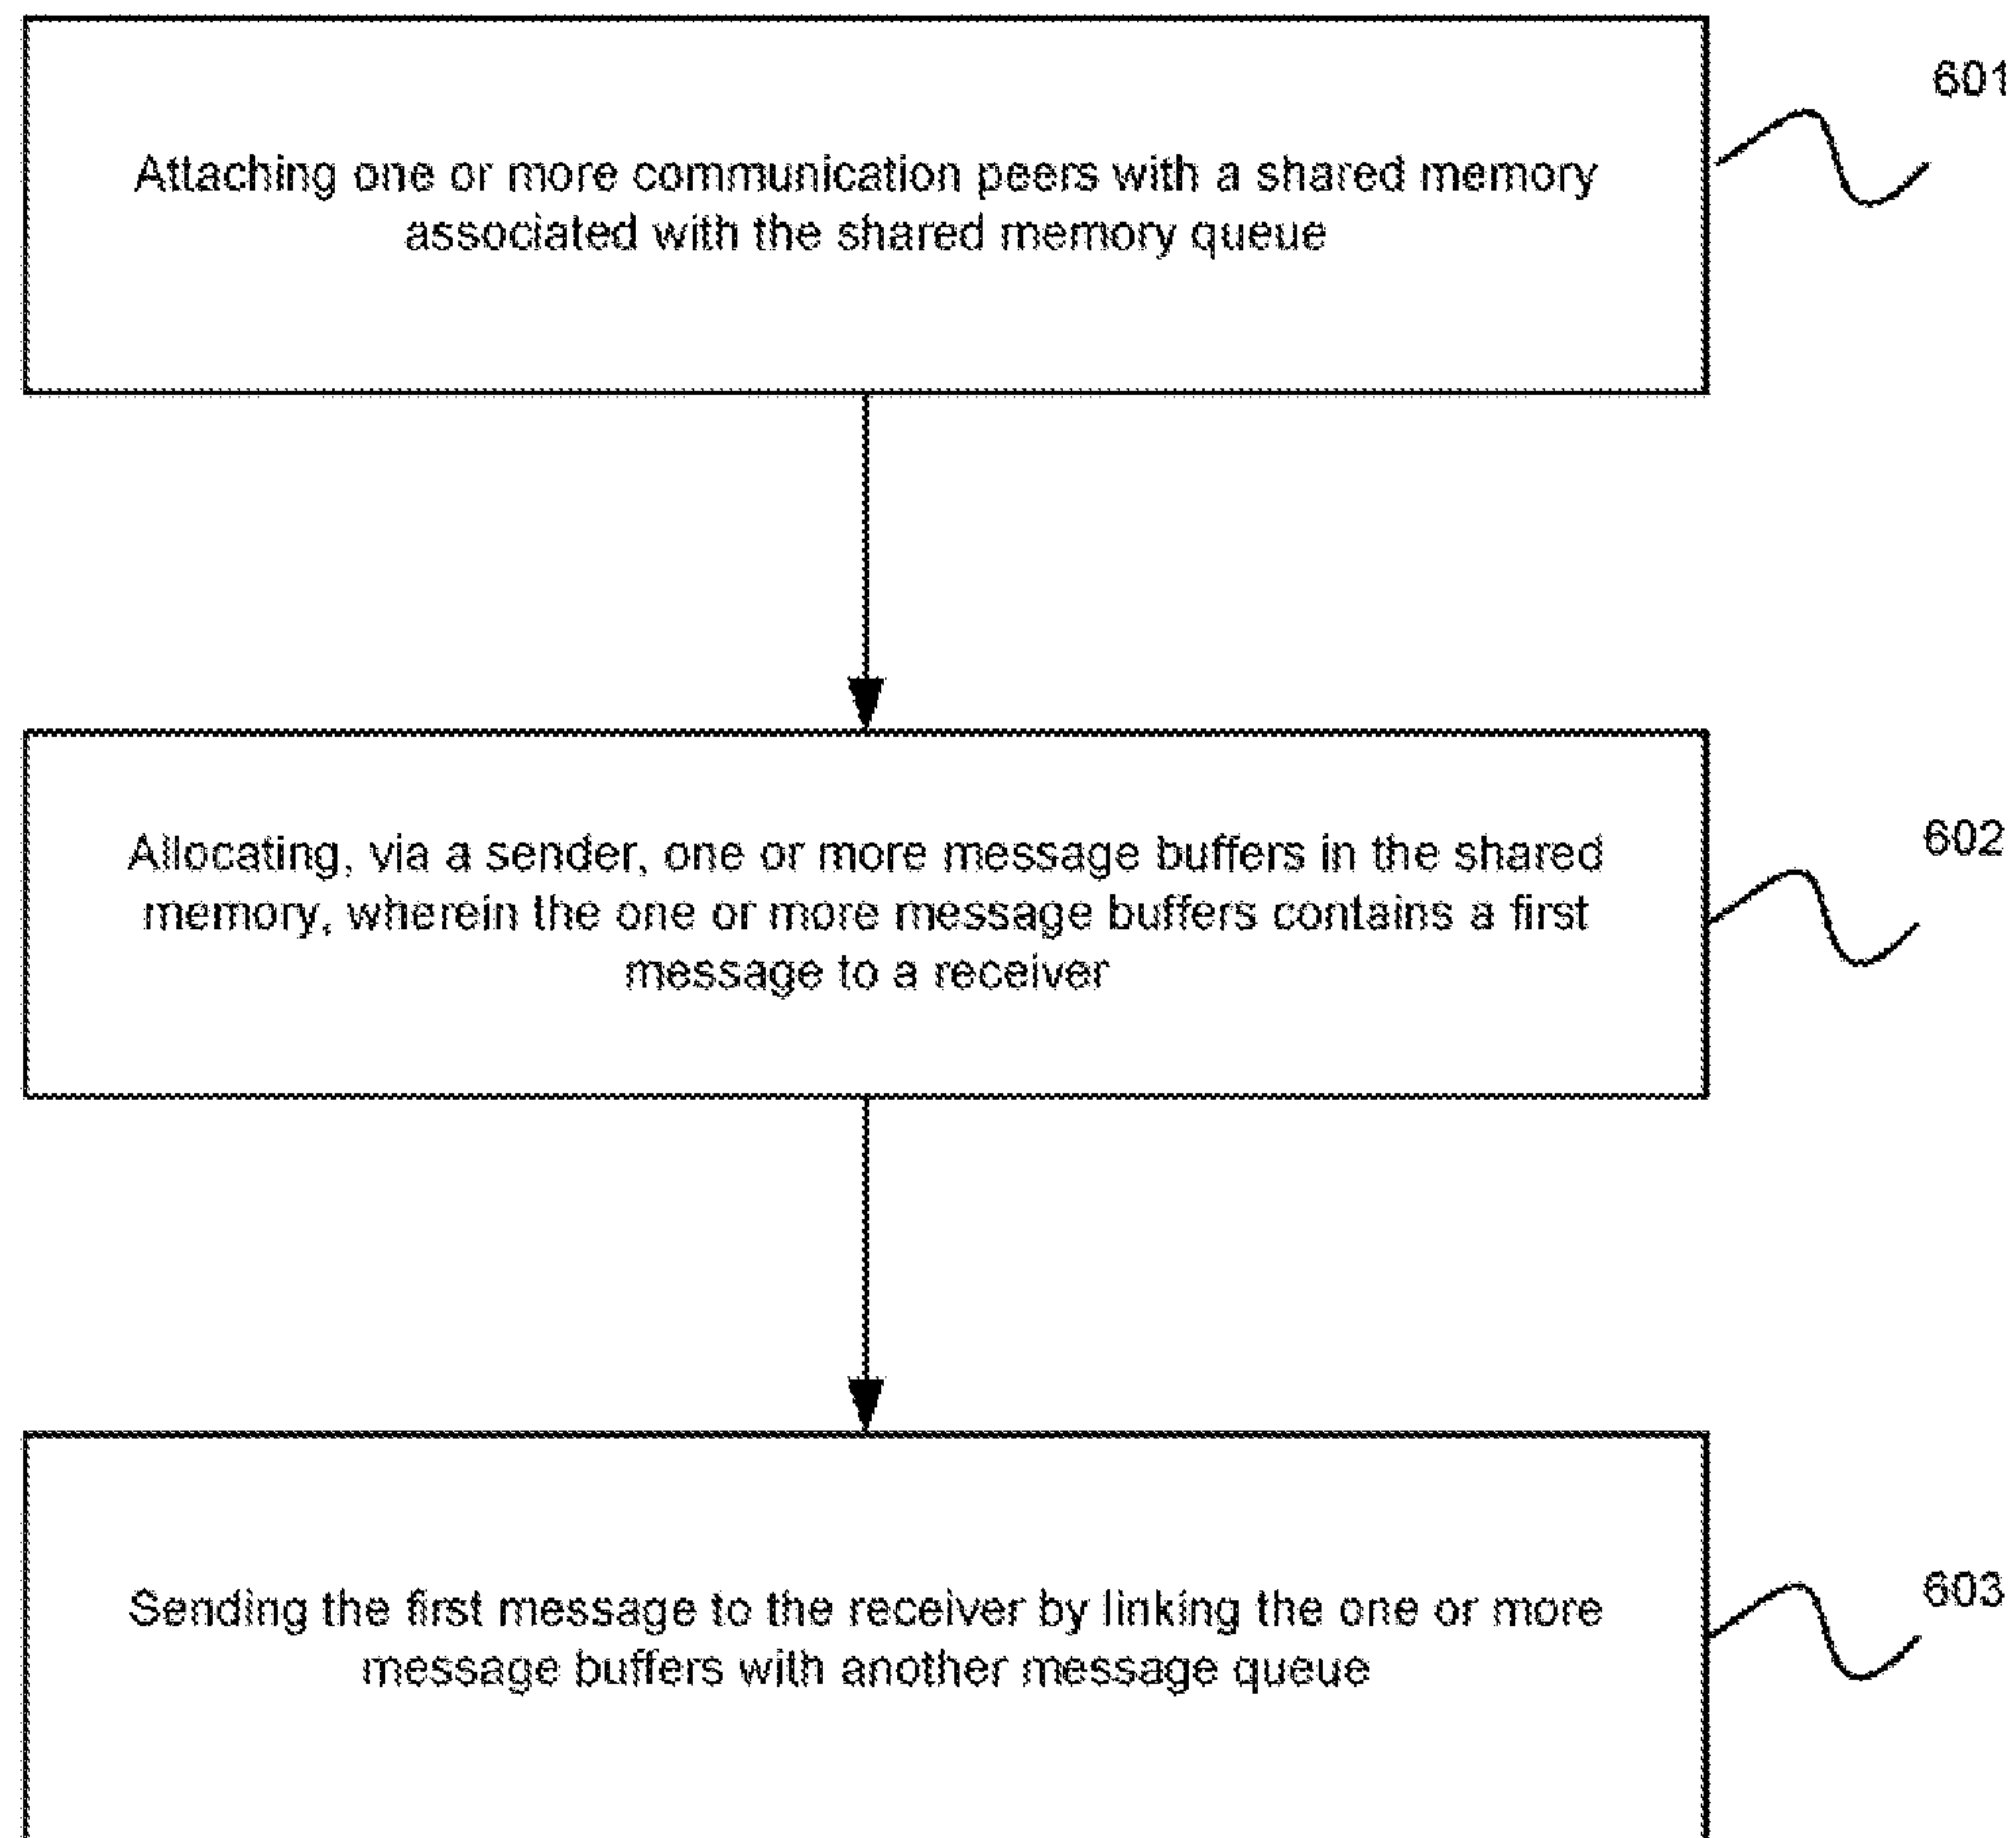 601
Attaching one or more communication peers with a shared memory
associated with the shared memory queue
602
Allocating, via a sender, one or more message buffers in the shared
memory, wherein the one or more message buffers contains a first
message to a receiver
603
Sending the first message to the receiver by linking the one or more
message buffers with another message queue